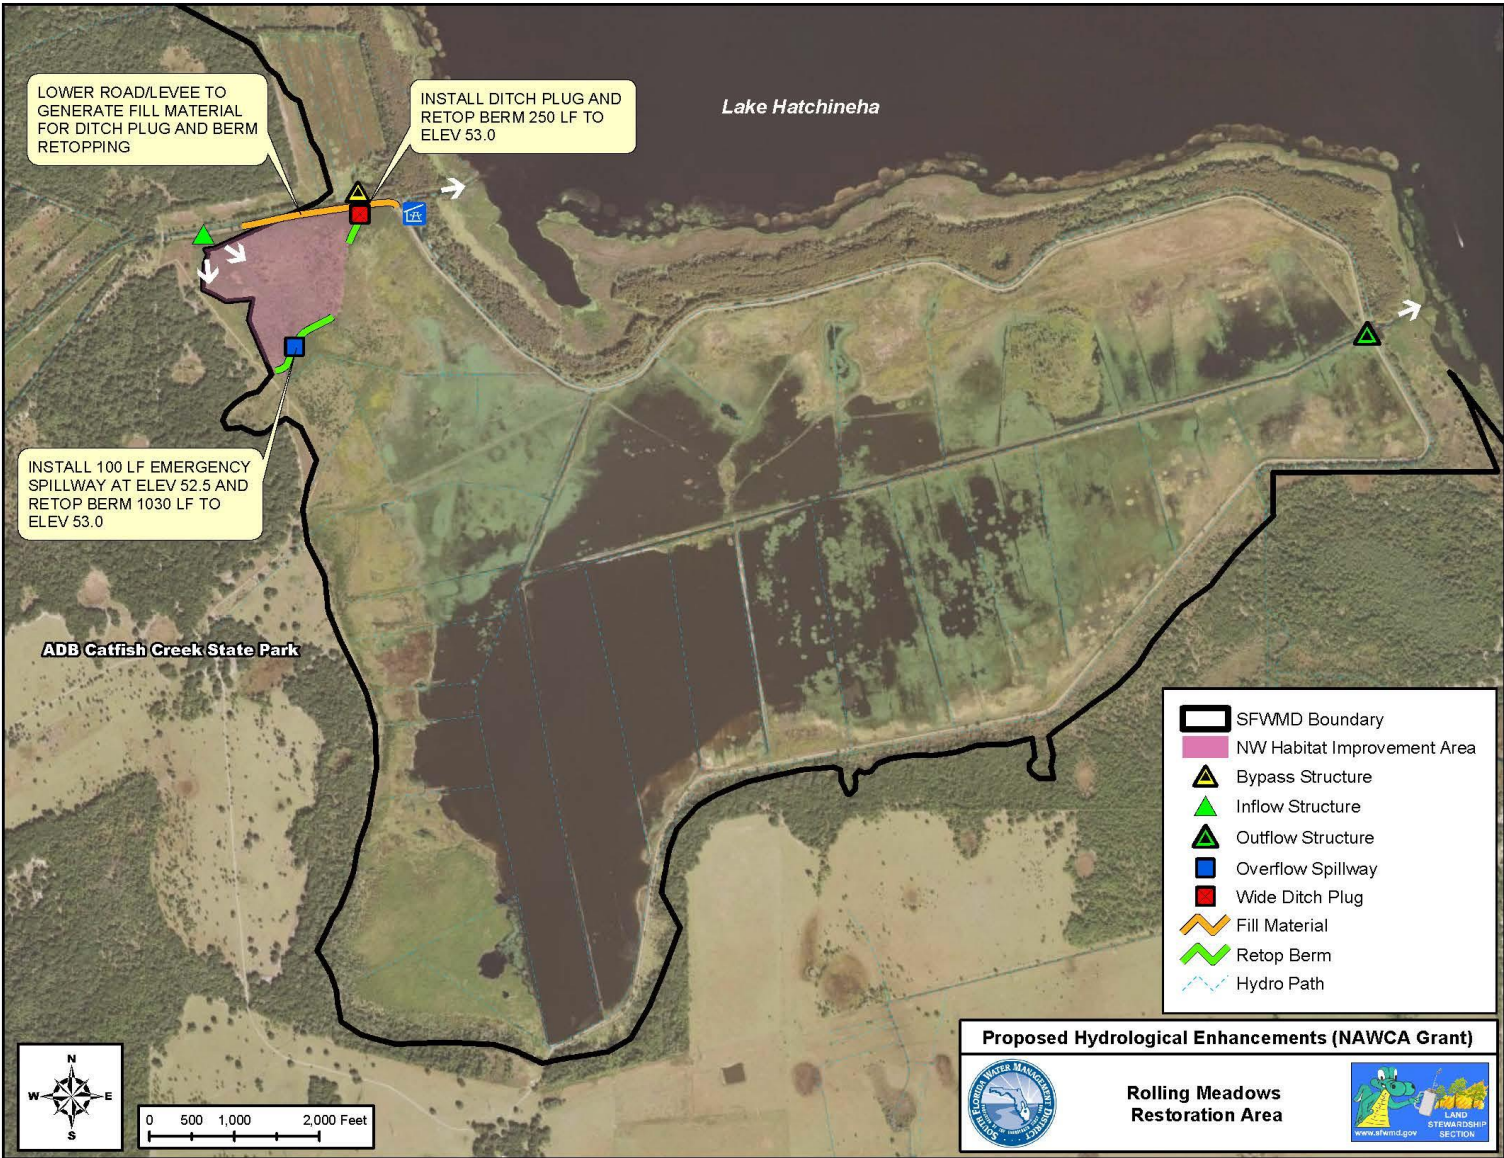 LOWER ROAD/LEVEE TO
GENERATE FILL MATERIAL
FOR DITCH PLUG AND BERM
RETOPPING
INSTALL DITCH PLUG AND
RETOP BERM 250 LF TO
ELEV 53.0
Lake Hatchineha
INSTALL 100 LF EMERGENCY
SPILLWAY AT ELEV 52.5 AND
RETOP BERM 1030 LF TO
ELEV 53.0
ADB Catfish Creek State Park
SFWMD Boundary
NW Habitat Improvement Area
Bypass Structure
Inflow Structure
Outflow Structure
Overflow Spillway
Wide Ditch Plug
Fill Material
Retop Berm
Hydro Path
N
W E
S
0 500 1,000 2,000 Feet
Proposed Hydrological Enhancements (NAWCA Grant)
SOUTH FLORIDA WATER MANAGEMENT DISTRICT
Rolling Meadows
Restoration Area
www.sfwmd.gov
LAND
STEWARDSHIP
SECTION